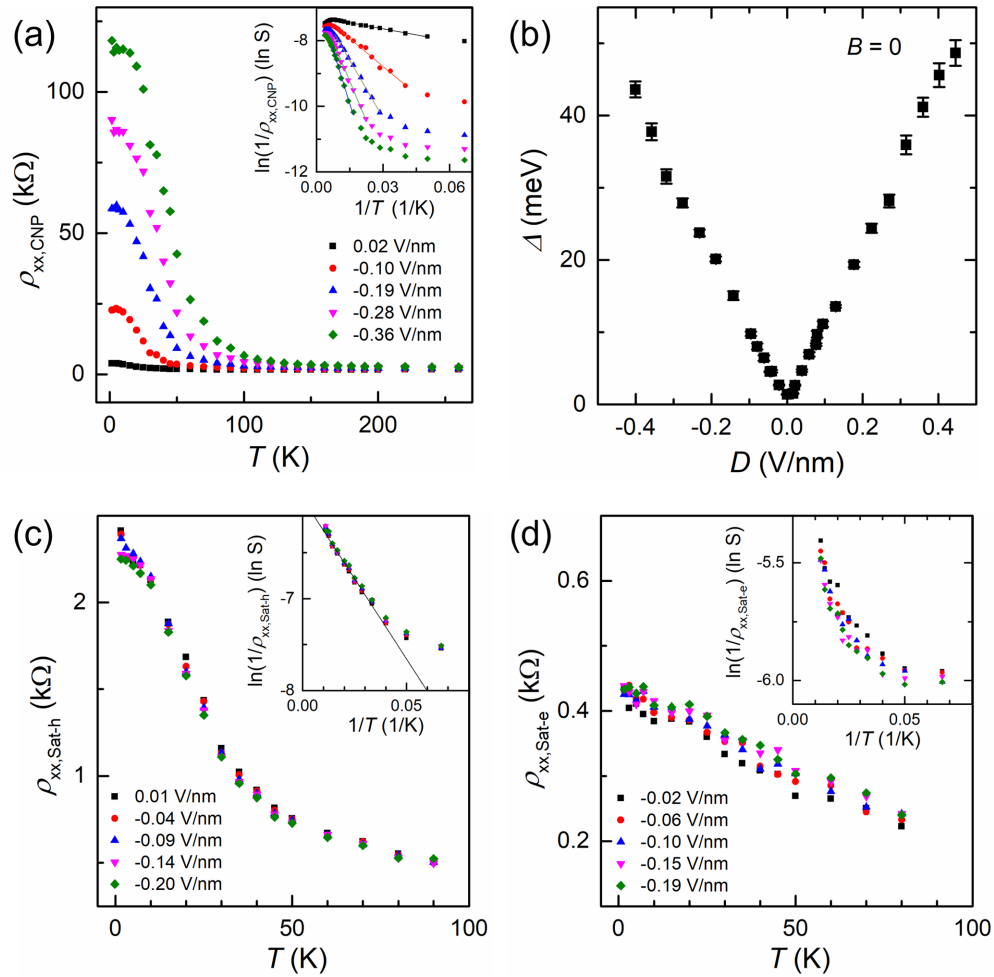 (a)
ρxx,CNP (kΩ)
100
50
0
0
100
200
T (K)
ln(1/ρxx,CNP) (ln S)
-8
-10
-12
0.00
0.03
0.06
1/T (1/K)
0.02 V/nm
-0.10 V/nm
-0.19 V/nm
-0.28 V/nm
-0.36 V/nm
(b)
B = 0
Δ (meV)
40
20
0
-0.4
-0.2
0.0
0.2
0.4
D (V/nm)
(c)
ρxx,Sat-h (kΩ)
2
1
0
50
100
T (K)
ln(1/ρxx,Sat-h) (ln S)
-7
-8
0.00
0.05
1/T (1/K)
0.01 V/nm
-0.04 V/nm
-0.09 V/nm
-0.14 V/nm
-0.20 V/nm
(d)
ρxx,Sat-e (kΩ)
0.6
0.4
0.2
0
50
100
T (K)
ln(1/ρxx,Sat-e) (ln S)
-5.5
-6.0
0.00
0.05
1/T (1/K)
-0.02 V/nm
-0.06 V/nm
-0.10 V/nm
-0.15 V/nm
-0.19 V/nm